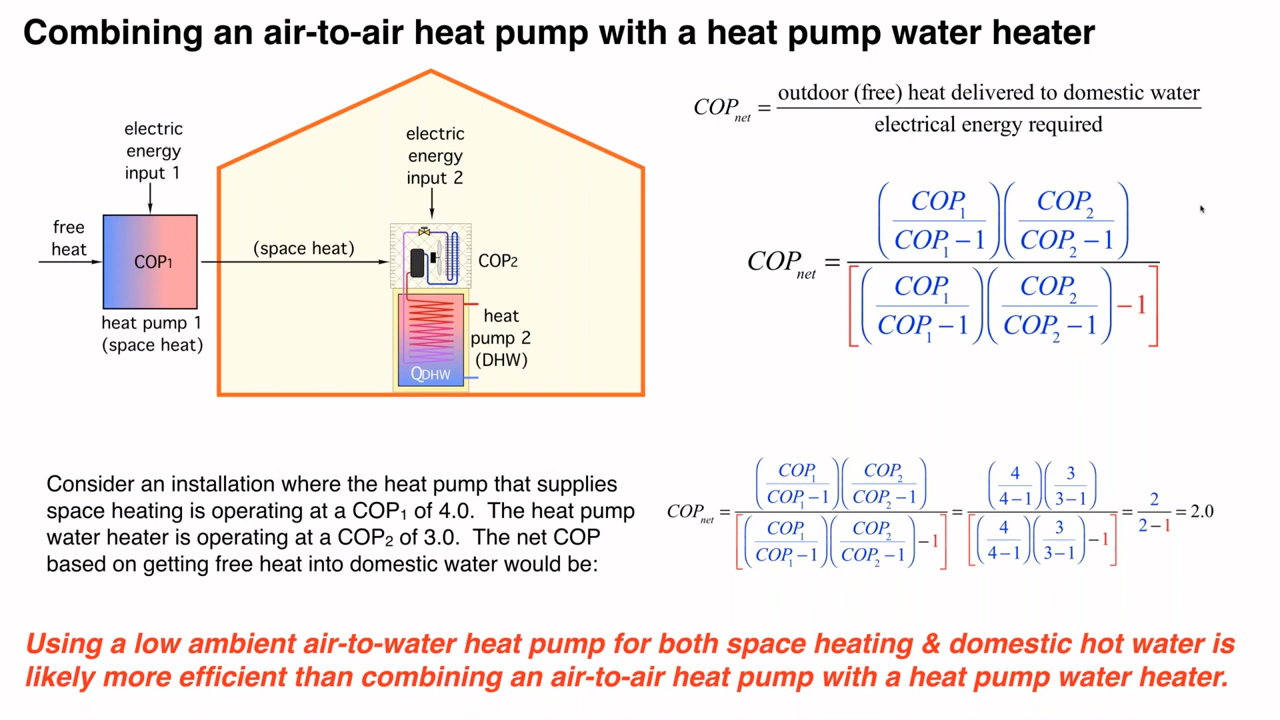 Combining an air-to-air heat pump with a heat pump water heater
electric
energy
input 1
free
heat
COP1
heat pump 1
(space heat)
(space heat)
electric
energy
input 2
COP2
heat
pump 2
(DHW)
QDHW
COPnet = outdoor (free) heat delivered to domestic water / electrical energy required
COPnet = (COP1 / COP1 − 1)(COP2 / COP2 − 1) / [(COP1 / COP1 − 1)(COP2 / COP2 − 1) − 1]
Consider an installation where the heat pump that supplies
space heating is operating at a COP1 of 4.0. The heat pump
water heater is operating at a COP2 of 3.0. The net COP
based on getting free heat into domestic water would be:
COPnet = (COP1 / COP1 − 1)(COP2 / COP2 − 1) / [(COP1 / COP1 − 1)(COP2 / COP2 − 1) − 1] = (4 / 4 − 1)(3 / 3 − 1) / [(4 / 4 − 1)(3 / 3 − 1) − 1] = 2 / 2 − 1 = 2.0
Using a low ambient air-to-water heat pump for both space heating & domestic hot water is
likely more efficient than combining an air-to-air heat pump with a heat pump water heater.